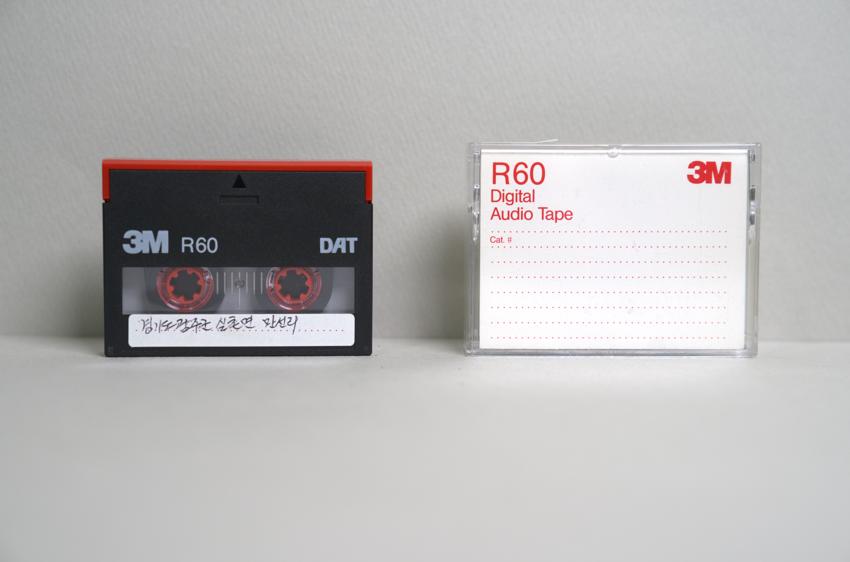 3M R60 DAT
경기도 광주군 실촌면 만선리
R60 3M
Digital
Audio Tape
Cat. #